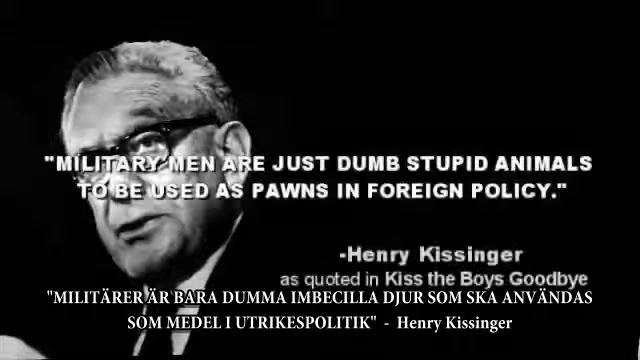 "MILITARY MEN ARE JUST DUMB STUPID ANIMALS
TO BE USED AS PAWNS IN FOREIGN POLICY."
-Henry Kissinger
as quoted in Kiss the Boys Goodbye
"MILITÄRER ÄR BARA DUMMA IMBECILLA DJUR SOM SKA ANVÄNDAS
SOM MEDEL I UTRIKESPOLITIK" - Henry Kissinger